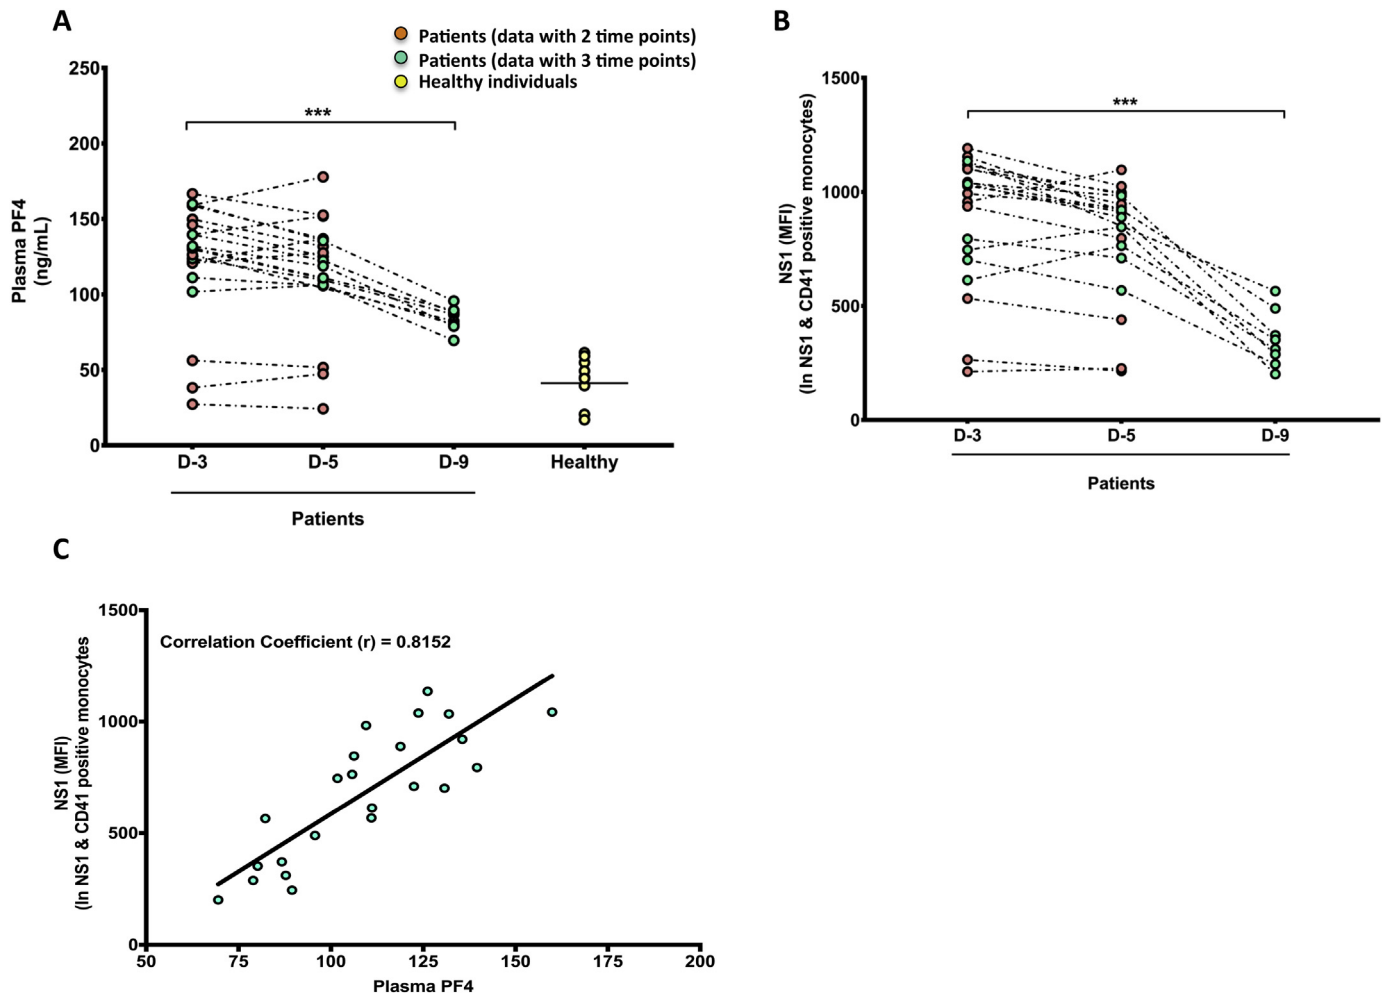 A
Patients (data with 2 time points)
Patients (data with 3 time points)
Healthy individuals
250
200
150
100
50
0
Plasma PF4
(ng/mL)
***
D-3 D-5 D-9 Healthy
Patients
B
1500
1000
500
0
NS1 (MFI)
(In NS1 & CD41 positive monocytes)
***
D-3 D-5 D-9
Patients
C
1500
1000
500
0
NS1 (MFI)
(In NS1 & CD41 positive monocytes
Correlation Coefficient (r) = 0.8152
50 75 100 125 150 175 200
Plasma PF4